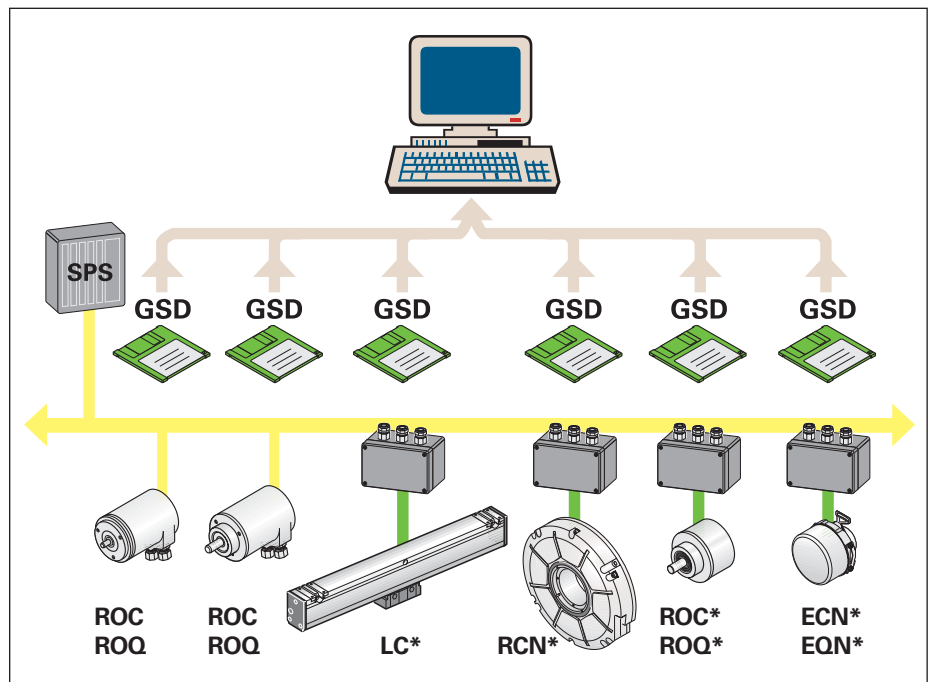 SPS
GSD GSD GSD GSD GSD GSD
ROC
ROQ
ROC
ROQ
LC*
RCN*
ROC*
ROQ*
ECN*
EQN*